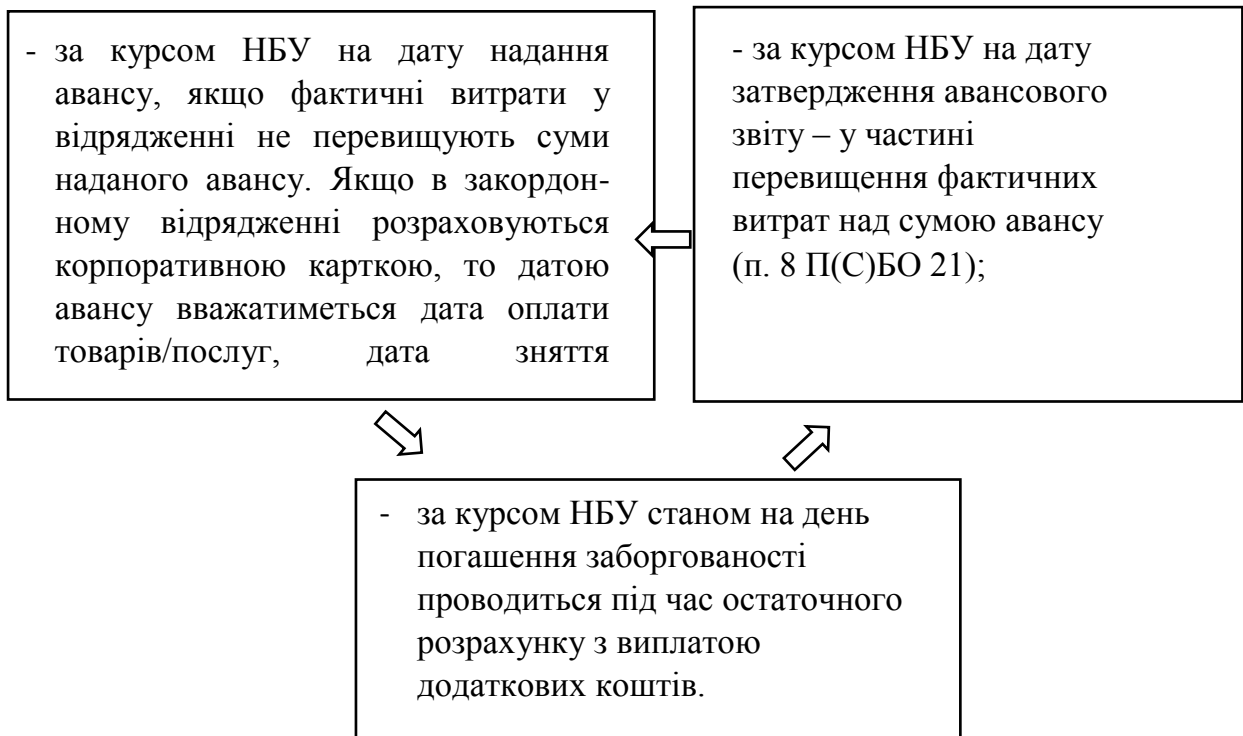 - за курсом НБУ на дату надання
авансу, якщо фактичні витрати у
відрядженні не перевищують суми
наданого авансу. Якщо в закордон-
ному відрядженні розраховуються
корпоративною карткою, то датою
авансу вважатиметься дата оплати
товарів/послуг, дата зняття
- за курсом НБУ на дату
затвердження авансового
звіту – у частині
перевищення фактичних
витрат над сумою авансу
(п. 8 П(С)БО 21);
- за курсом НБУ станом на день
погашення заборгованості
проводиться під час остаточного
розрахунку з виплатою
додаткових коштів.